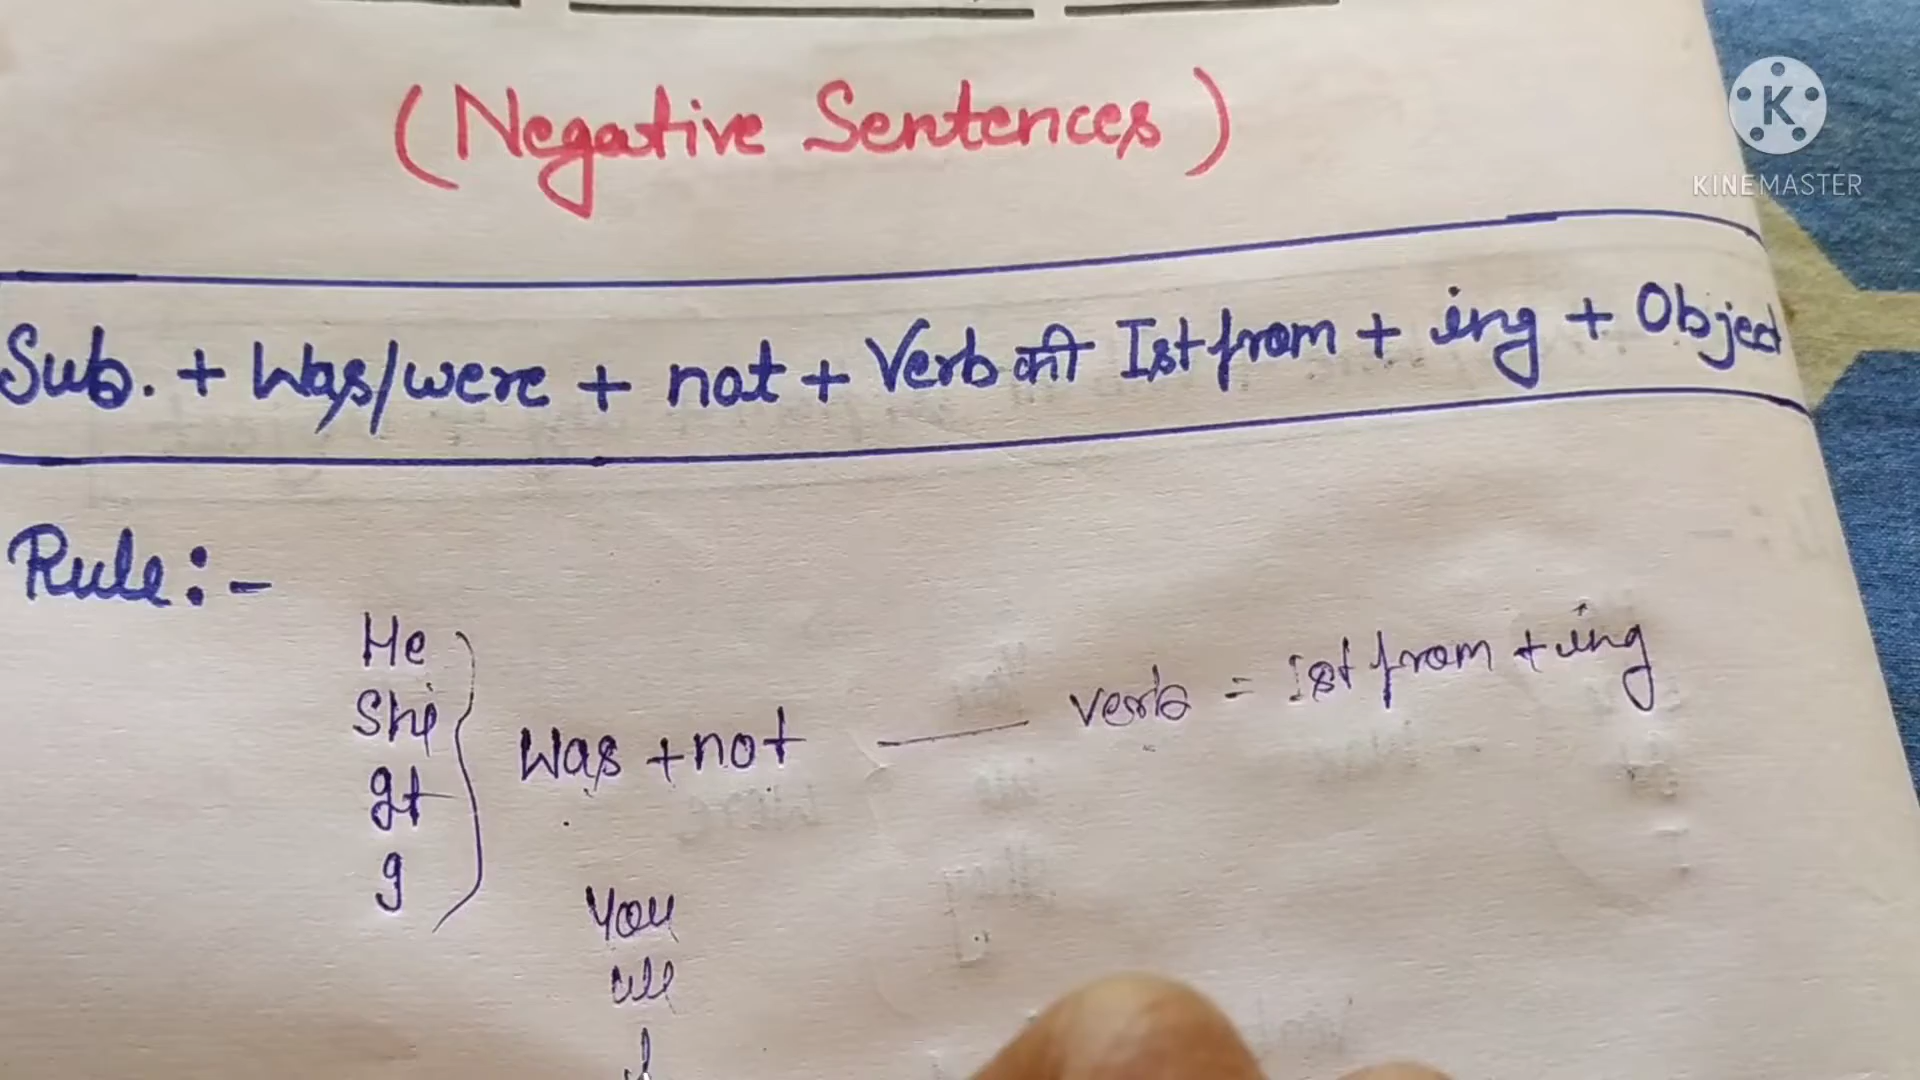 (Negative Sentences)
KINEMASTER
Sub. + Was/were + not + Verb की Ist from + ing + Object
Rule:-
He
She
It
I
Was + not — verb = Ist from + ing
You
we